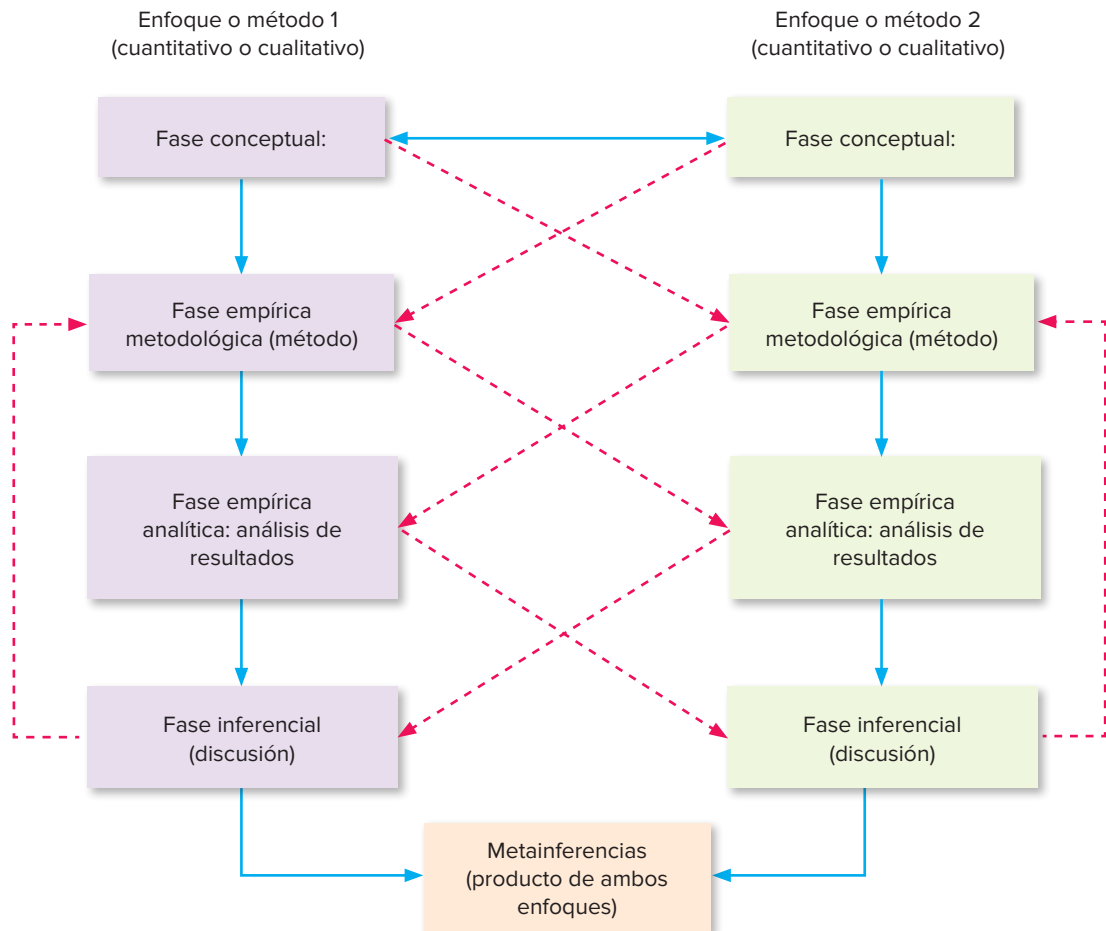 Enfoque o método 1
(cuantitativo o cualitativo)
Enfoque o método 2
(cuantitativo o cualitativo)
Fase conceptual:
Fase conceptual:
Fase empírica
metodológica (método)
Fase empírica
metodológica (método)
Fase empírica
analítica: análisis de
resultados
Fase empírica
analítica: análisis de
resultados
Fase inferencial
(discusión)
Fase inferencial
(discusión)
Metainferencias
(producto de ambos
enfoques)